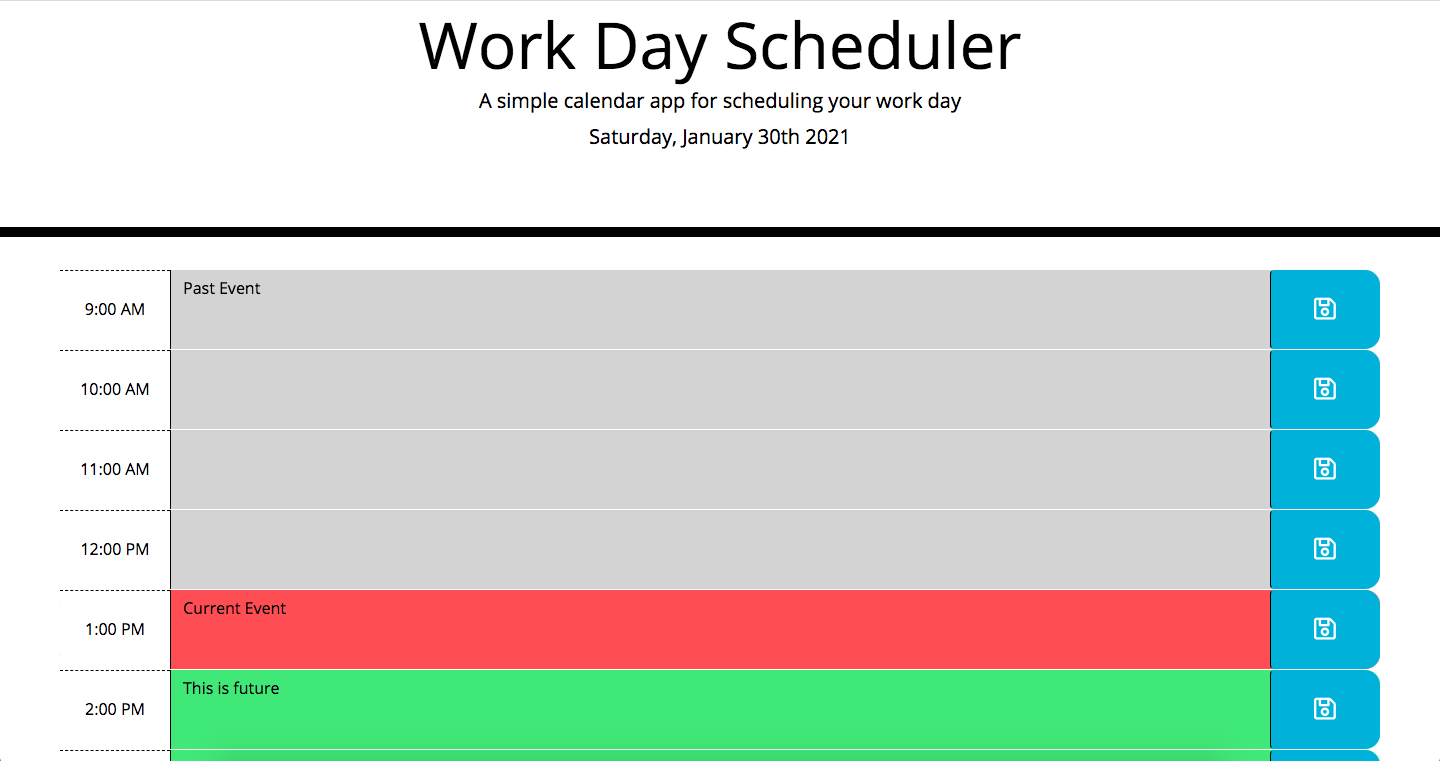 Work Day Scheduler
A simple calendar app for scheduling your work day
Saturday, January 30th 2021
9:00 AM
Past Event
10:00 AM
11:00 AM
12:00 PM
1:00 PM
Current Event
2:00 PM
This is future